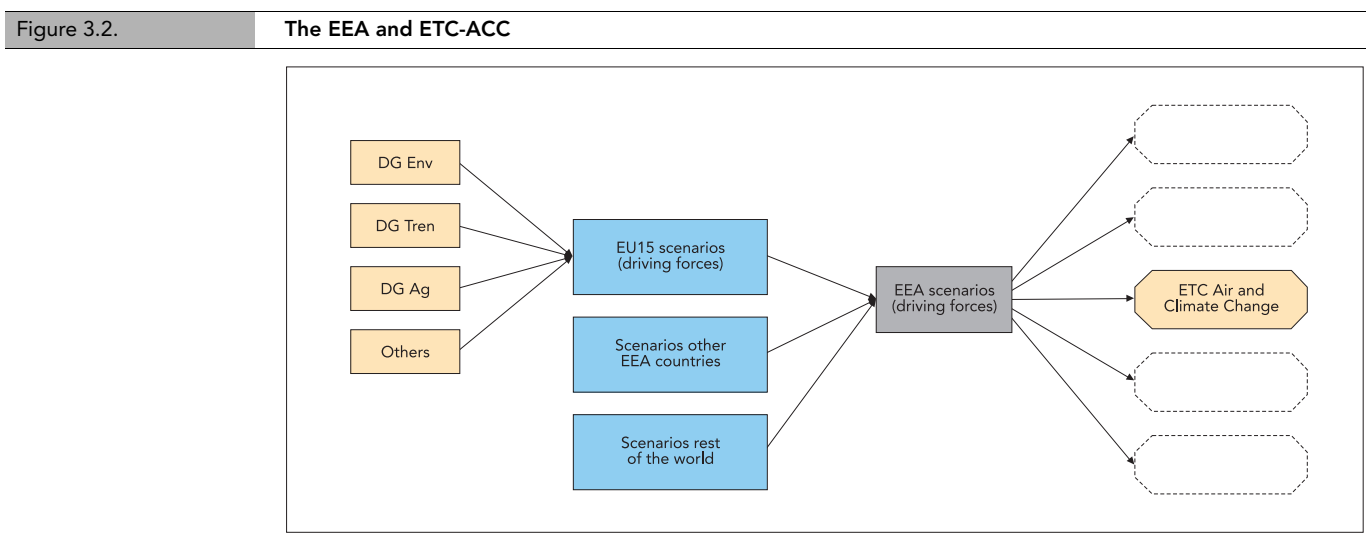 Figure 3.2.
The EEA and ETC-ACC
DG Env
DG Tren
DG Ag
Others
EU15 scenarios
(driving forces)
Scenarios other
EEA countries
Scenarios rest
of the world
EEA scenarios
(driving forces)
ETC Air and
Climate Change